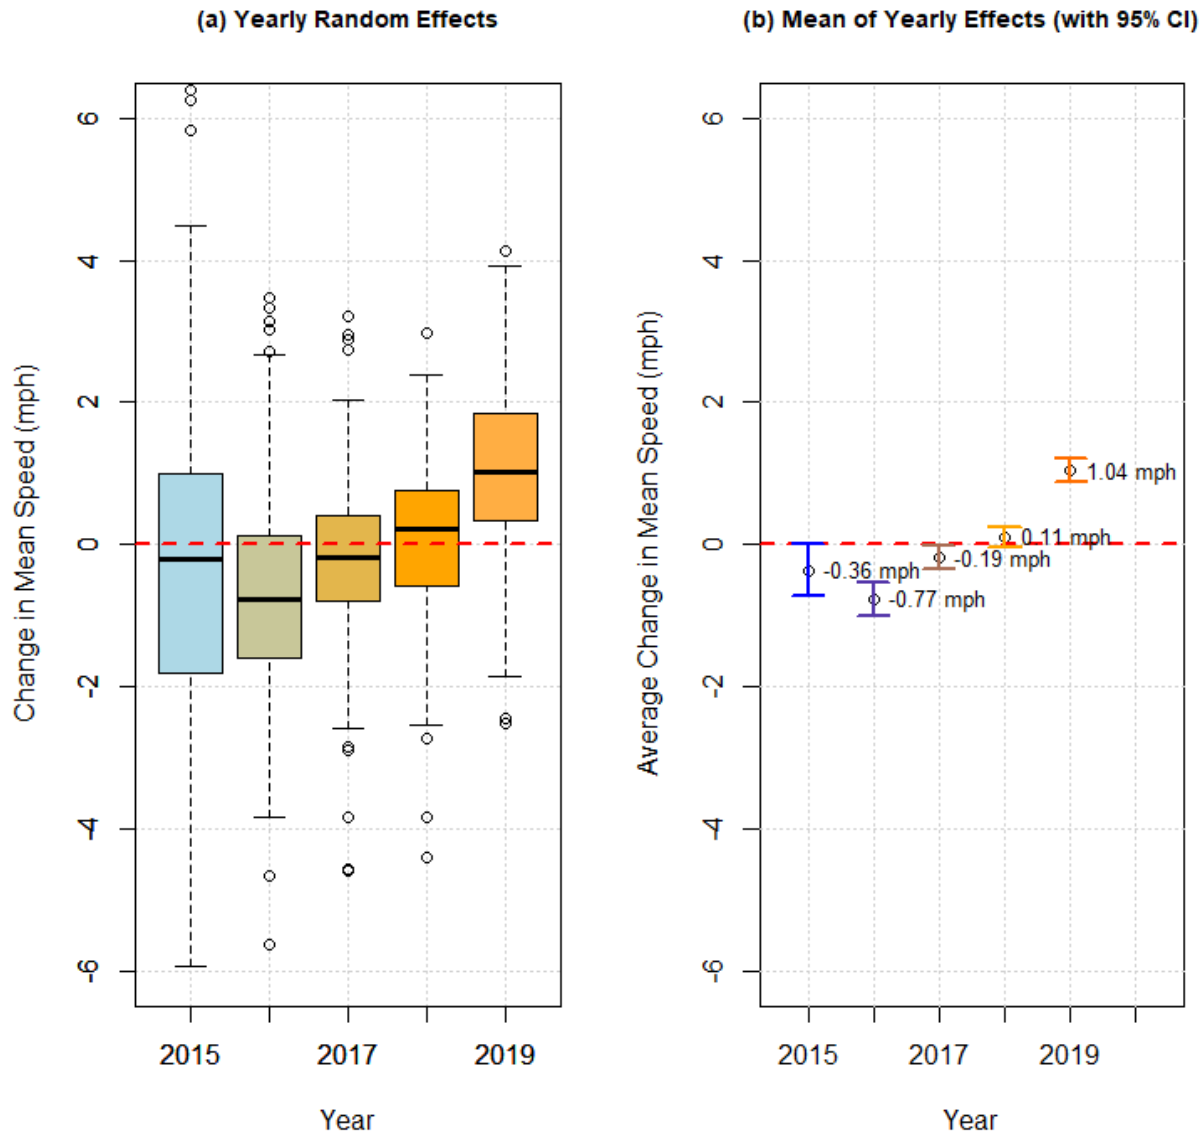 (a) Yearly Random Effects
Change in Mean Speed (mph)
6
4
2
0
-2
-4
-6
2015 2017 2019
Year
(b) Mean of Yearly Effects (with 95% CI)
Average Change in Mean Speed (mph)
6
4
2
0
-2
-4
-6
1.04 mph
0.11 mph
-0.19 mph
-0.36 mph
-0.77 mph
2015 2017 2019
Year